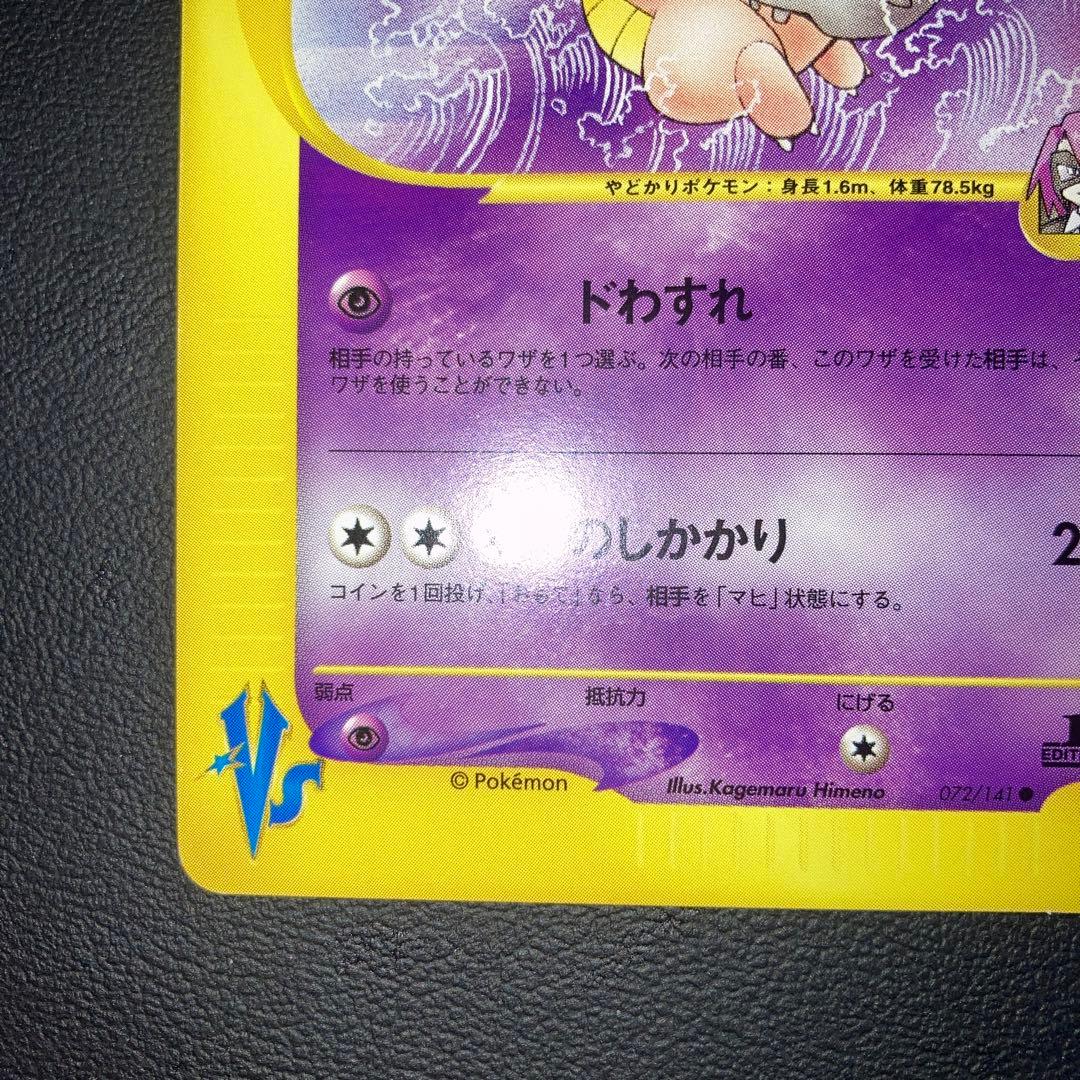 やどかりポケモン：身長1.6m、体重78.5kg
ドわすれ
相手の持っているワザを1つ選ぶ。次の相手の番、このワザを受けた相手は、
ワザを使うことができない。
のしかかり 2
コインを1回投げ、「おもて」なら、相手を「マヒ」状態にする。
弱点 抵抗力 にげる
1
EDIT
VS
© Pokémon
Illus.Kagemaru Himeno 072/141 ●